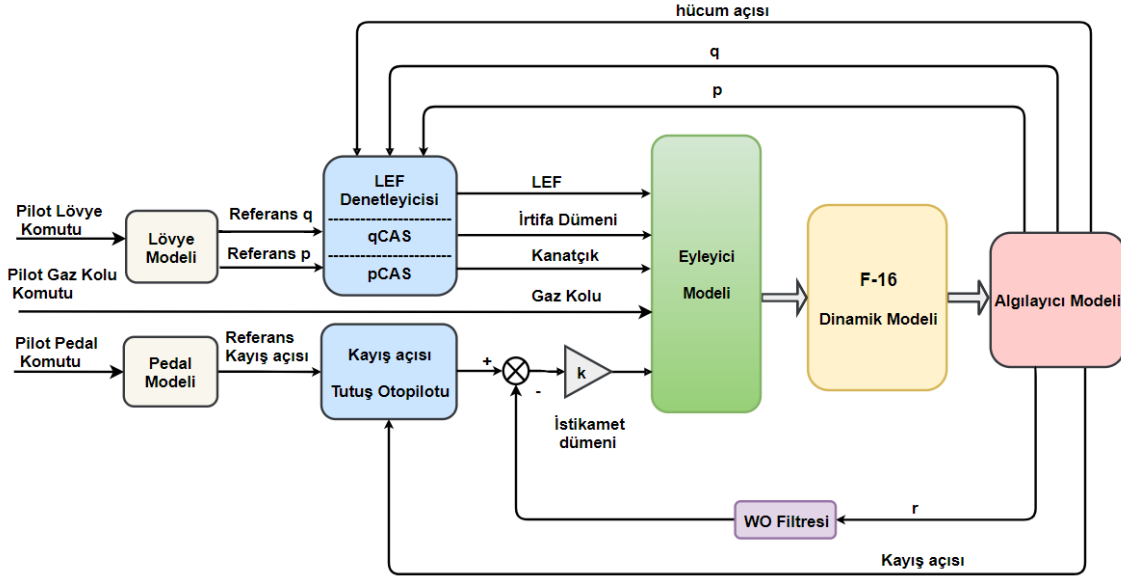 hücum açısı
q
p
LEF
Denetleyicisi
qCAS
pCAS
Pilot Lövye
Komutu
Lövye
Modeli
Referans q
Referans p
LEF
İrtifa Dümeni
Kanatçık
Pilot Gaz Kolu
Komutu
Gaz Kolu
Eyleyici
Modeli
F-16
Dinamik Modeli
Algılayıcı Modeli
Pilot Pedal
Komutu
Pedal
Modeli
Referans
Kayış açısı
Kayış açısı
Tutuş Otopilotu
+
-
k
İstikamet
dümeni
WO Filtresi
r
Kayış açısı